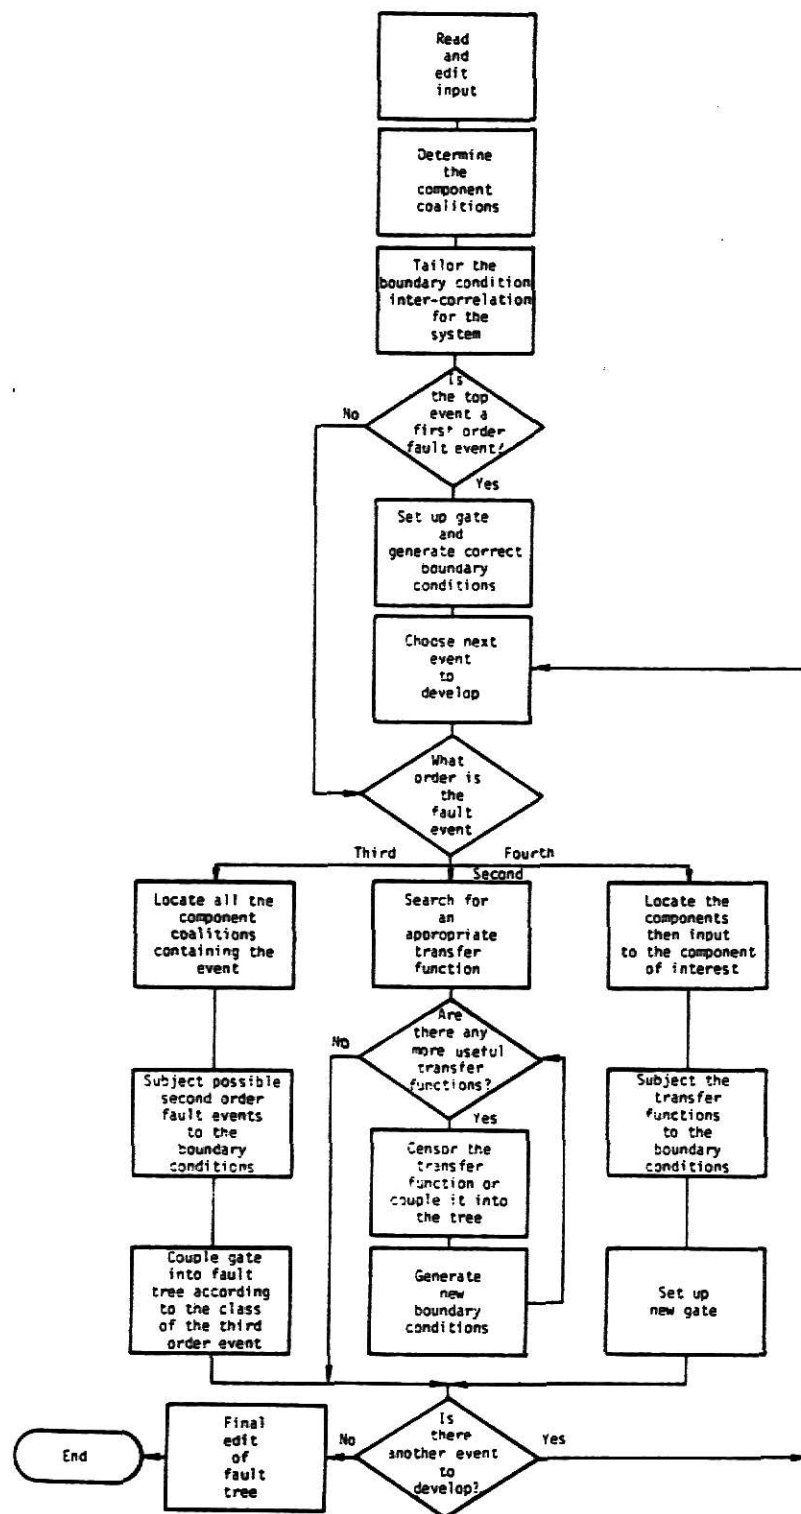 Read
and
edit
input
Determine
the
component
coalitions
Tailor the
boundary condition
inter-correlation
for the
system
Is
the top
event a
first order
fault event?
No
Yes
Set up gate
and
generate correct
boundary
conditions
Choose next
event
to
develop
What
order is
the
fault
event
Third
Fourth
Second
Locate all the
component
coalitions
containing the
event
Search for
an
appropriate
transfer
function
Locate the
components
then input
to the component
of interest
Are
there any
more useful
transfer
functions?
No
Yes
Subject possible
second order
fault events
to the
boundary
conditions
Censor the
transfer
function or
couple it into
the tree
Subject the
transfer
functions
to the
boundary
conditions
Couple gate
into fault
tree according
to the class
of the third
order event
Generate
new
boundary
conditions
Set up
new gate
Is
there
another event
to
develop?
No
Yes
Final
edit
of
fault
tree
End